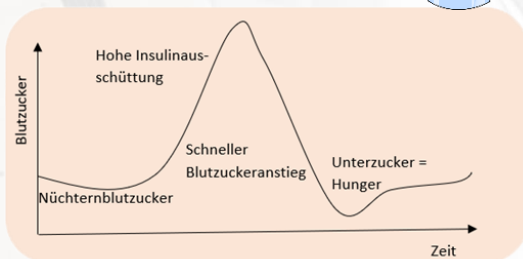 Hohe Insulinaus-
schüttung
Blutzucker
Schneller
Blutzuckeranstieg
Unterzucker =
Hunger
Nüchternblutzucker
Zeit